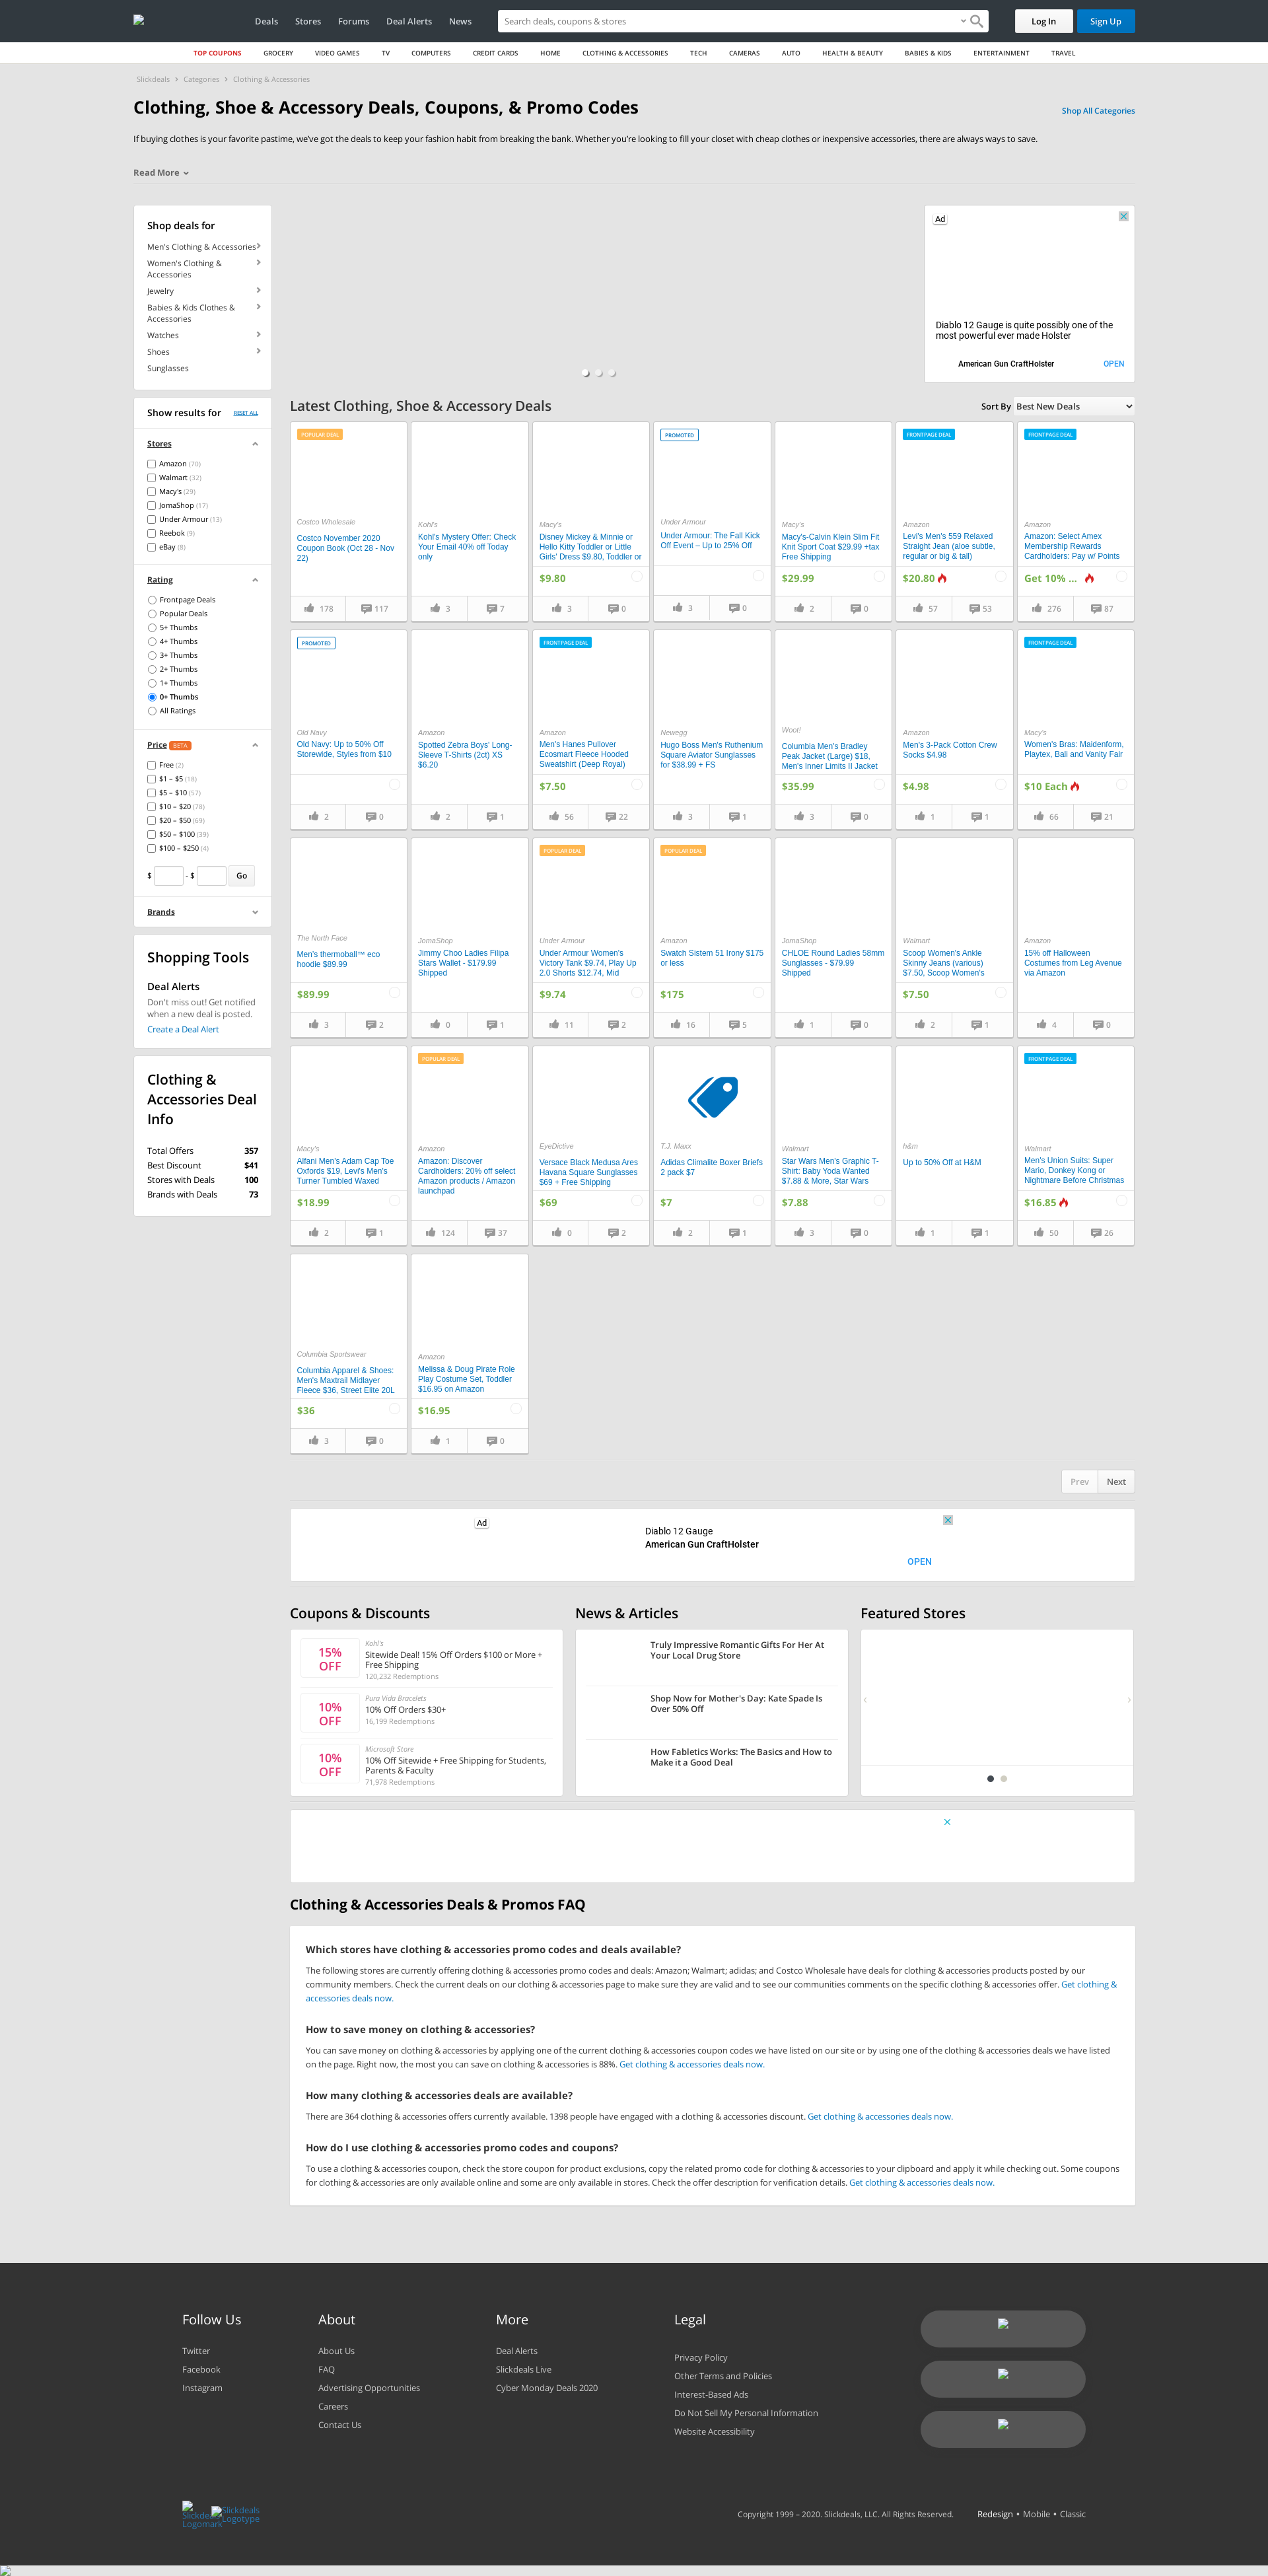 Deals Stores Forums Deal Alerts News Search deals, coupons & stores Log In Sign Up
TOP COUPONS GROCERY VIDEO GAMES TV COMPUTERS CREDIT CARDS HOME CLOTHING & ACCESSORIES TECH CAMERAS AUTO HEALTH & BEAUTY BABIES & KIDS ENTERTAINMENT TRAVEL
Slickdeals > Categories > Clothing & Accessories
Clothing, Shoe & Accessory Deals, Coupons, & Promo Codes
Shop All Categories
If buying clothes is your favorite pastime, we've got the deals to keep your fashion habit from breaking the bank. Whether you're looking to fill your closet with cheap clothes or inexpensive accessories, there are always ways to save.
Read More
Shop deals for
Men's Clothing & Accessories
Women's Clothing &
Accessories
Jewelry
Babies & Kids Clothes &
Accessories
Watches
Shoes
Sunglasses
Ad
Diablo 12 Gauge is quite possibly one of the
most powerful ever made Holster
American Gun CraftHolster OPEN
Show results for RESET ALL
Stores
Amazon (70)
Walmart (32)
Macy's (29)
JomaShop (17)
Under Armour (13)
Reebok (9)
eBay (8)
Rating
Frontpage Deals
Popular Deals
5+ Thumbs
4+ Thumbs
3+ Thumbs
2+ Thumbs
1+ Thumbs
0+ Thumbs
All Ratings
Price BETA
Free (2)
$1 – $5 (18)
$5 – $10 (57)
$10 – $20 (78)
$20 – $50 (69)
$50 – $100 (39)
$100 – $250 (4)
$ - $ Go
Brands
Shopping Tools
Deal Alerts
Don't miss out! Get notified
when a new deal is posted.
Create a Deal Alert
Clothing &
Accessories Deal
Info
Total Offers 357
Best Discount $41
Stores with Deals 100
Brands with Deals 73
Latest Clothing, Shoe & Accessory Deals
Sort By Best New Deals
POPULAR DEAL
Costco Wholesale
Costco November 2020
Coupon Book (Oct 28 - Nov
22)
178 117
Kohl's
Kohl's Mystery Offer: Check
Your Email 40% off Today
only
3 7
Macy's
Disney Mickey & Minnie or
Hello Kitty Toddler or Little
Girls' Dress $9.80, Toddler or
$9.80
3 0
PROMOTED
Under Armour
Under Armour: The Fall Kick
Off Event – Up to 25% Off
3 0
Macy's
Macy's-Calvin Klein Slim Fit
Knit Sport Coat $29.99 +tax
Free Shipping
$29.99
2 0
FRONTPAGE DEAL
Amazon
Levi's Men's 559 Relaxed
Straight Jean (aloe subtle,
regular or big & tall)
$20.80
57 53
FRONTPAGE DEAL
Amazon
Amazon: Select Amex
Membership Rewards
Cardholders: Pay w/ Points
Get 10% ...
276 87
PROMOTED
Old Navy
Old Navy: Up to 50% Off
Storewide, Styles from $10
2 0
Amazon
Spotted Zebra Boys' Long-
Sleeve T-Shirts (2ct) XS
$6.20
2 1
FRONTPAGE DEAL
Amazon
Men's Hanes Pullover
Ecosmart Fleece Hooded
Sweatshirt (Deep Royal)
$7.50
56 22
Newegg
Hugo Boss Men's Ruthenium
Square Aviator Sunglasses
for $38.99 + FS
3 1
Woot!
Columbia Men's Bradley
Peak Jacket (Large) $18,
Men's Inner Limits II Jacket
$35.99
3 0
Amazon
Men's 3-Pack Cotton Crew
Socks $4.98
$4.98
1 1
FRONTPAGE DEAL
Macy's
Women's Bras: Maidenform,
Playtex, Bali and Vanity Fair
$10 Each
66 21
The North Face
Men's thermoball™ eco
hoodie $89.99
$89.99
3 2
JomaShop
Jimmy Choo Ladies Filipa
Stars Wallet - $179.99
Shipped
0 1
POPULAR DEAL
Under Armour
Under Armour Women's
Victory Tank $9.74, Play Up
2.0 Shorts $12.74, Mid
$9.74
11 2
POPULAR DEAL
Amazon
Swatch Sistem 51 Irony $175
or less
$175
16 5
JomaShop
CHLOE Round Ladies 58mm
Sunglasses - $79.99
Shipped
1 0
Walmart
Scoop Women's Ankle
Skinny Jeans (various)
$7.50, Scoop Women's
$7.50
2 1
Amazon
15% off Halloween
Costumes from Leg Avenue
via Amazon
4 0
Macy's
Alfani Men's Adam Cap Toe
Oxfords $19, Levi's Men's
Turner Tumbled Waxed
$18.99
2 1
POPULAR DEAL
Amazon
Amazon: Discover
Cardholders: 20% off select
Amazon products / Amazon
launchpad
124 37
EyeDictive
Versace Black Medusa Ares
Havana Square Sunglasses
$69 + Free Shipping
$69
0 2
T.J. Maxx
Adidas Climalite Boxer Briefs
2 pack $7
$7
2 1
Walmart
Star Wars Men's Graphic T-
Shirt: Baby Yoda Wanted
$7.88 & More, Star Wars
$7.88
3 0
h&m
Up to 50% Off at H&M
1 1
FRONTPAGE DEAL
Walmart
Men's Union Suits: Super
Mario, Donkey Kong or
Nightmare Before Christmas
$16.85
50 26
Columbia Sportswear
Columbia Apparel & Shoes:
Men's Maxtrail Midlayer
Fleece $36, Street Elite 20L
$36
3 0
Amazon
Melissa & Doug Pirate Role
Play Costume Set, Toddler
$16.95 on Amazon
$16.95
1 0
Prev Next
Ad
Diablo 12 Gauge
American Gun CraftHolster
OPEN
Coupons & Discounts
15%
OFF
Kohl's
Sitewide Deal! 15% Off Orders $100 or More +
Free Shipping
120,232 Redemptions
10%
OFF
Pura Vida Bracelets
10% Off Orders $30+
16,199 Redemptions
10%
OFF
Microsoft Store
10% Off Sitewide + Free Shipping for Students,
Parents & Faculty
71,978 Redemptions
News & Articles
Truly Impressive Romantic Gifts For Her At
Your Local Drug Store
Shop Now for Mother's Day: Kate Spade Is
Over 50% Off
How Fabletics Works: The Basics and How to
Make it a Good Deal
Featured Stores
Clothing & Accessories Deals & Promos FAQ
Which stores have clothing & accessories promo codes and deals available?
The following stores are currently offering clothing & accessories promo codes and deals: Amazon; Walmart; adidas; and Costco Wholesale have deals for clothing & accessories products posted by our
community members. Check the current deals on our clothing & accessories page to make sure they are valid and to see our communities comments on the specific clothing & accessories offer. Get clothing &
accessories deals now.
How to save money on clothing & accessories?
You can save money on clothing & accessories by applying one of the current clothing & accessories coupon codes we have listed on our site or by using one of the clothing & accessories deals we have listed
on the page. Right now, the most you can save on clothing & accessories is 88%. Get clothing & accessories deals now.
How many clothing & accessories deals are available?
There are 364 clothing & accessories offers currently available. 1398 people have engaged with a clothing & accessories discount. Get clothing & accessories deals now.
How do I use clothing & accessories promo codes and coupons?
To use a clothing & accessories coupon, check the store coupon for product exclusions, copy the related promo code for clothing & accessories to your clipboard and apply it while checking out. Some coupons
for clothing & accessories are only available online and some are only available in stores. Check the offer description for verification details. Get clothing & accessories deals now.
Follow Us
Twitter
Facebook
Instagram
About
About Us
FAQ
Advertising Opportunities
Careers
Contact Us
More
Deal Alerts
Slickdeals Live
Cyber Monday Deals 2020
Legal
Privacy Policy
Other Terms and Policies
Interest-Based Ads
Do Not Sell My Personal Information
Website Accessibility
Slickdeals
Logomark
Slickdeals
Logotype
Copyright 1999 – 2020. Slickdeals, LLC. All Rights Reserved. Redesign • Mobile • Classic